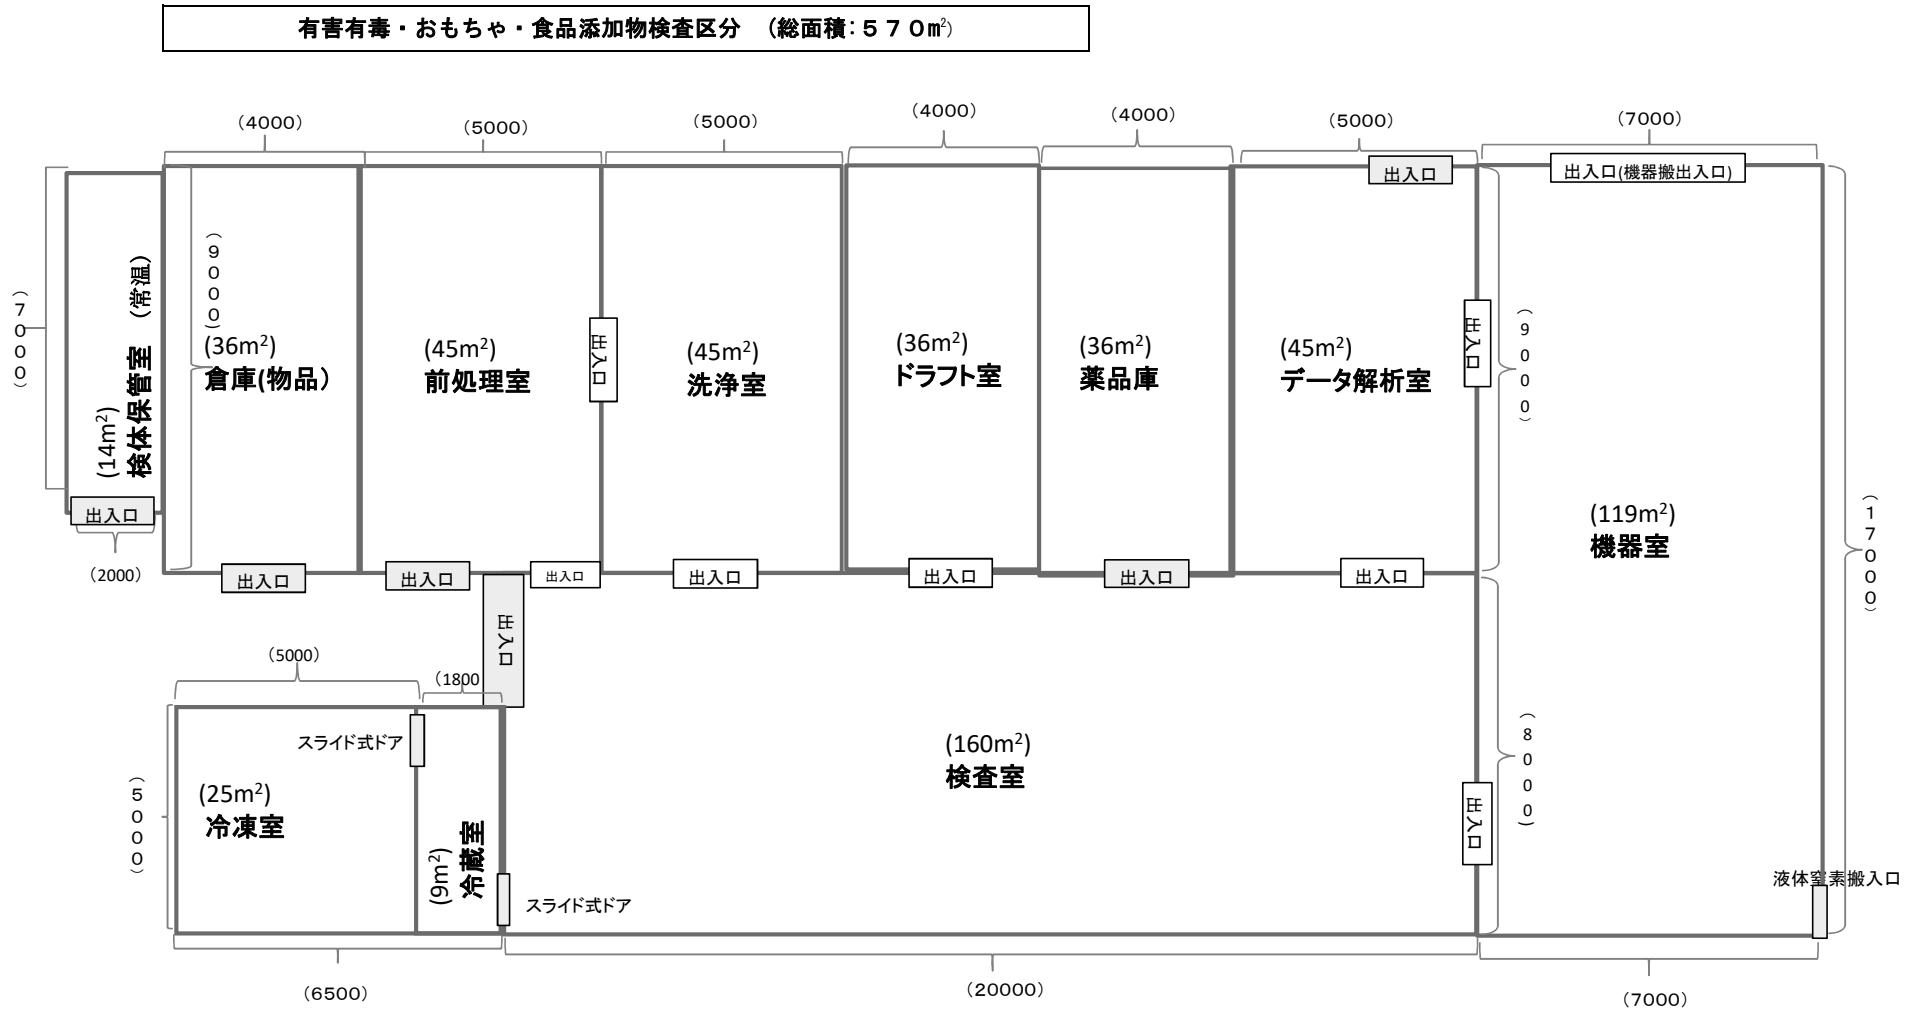 有害有毒・おもちゃ・食品添加物検査区分　（総面積：５７０㎡）
（4000）
（5000）
（5000）
（4000）
（4000）
（5000）
（7000）
出入口
出入口(機器搬出入口)
（７０００）
(14m²)
検体保管室　（常温）
出入口
（2000）
（９０００）
(36m²)
倉庫(物品）
出入口
(45m²)
前処理室
出入口
出入口
出入口
(45m²)
洗浄室
出入口
(36m²)
ドラフト室
出入口
(36m²)
薬品庫
出入口
(45m²)
データ解析室
出入口
出入口
（９０００）
(119m²)
機器室
（１７０００）
出入口
（5000）
（1800
スライド式ドア
(25m²)
冷凍室
（５０００）
(9m²)
冷蔵室
スライド式ドア
(160m²)
検査室
出入口
（８０００）
液体窒素搬入口
（6500）
（20000）
（7000）